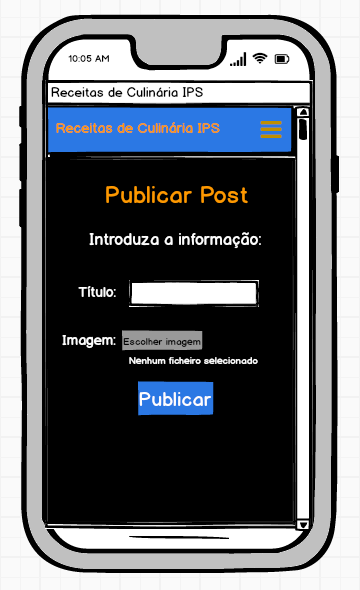 10:05 AM
Receitas de Culinária IPS
Receitas de Culinária IPS
Publicar Post
Introduza a informação:
Título:
Imagem: Escolher imagem
Nenhum ficheiro selecionado
Publicar